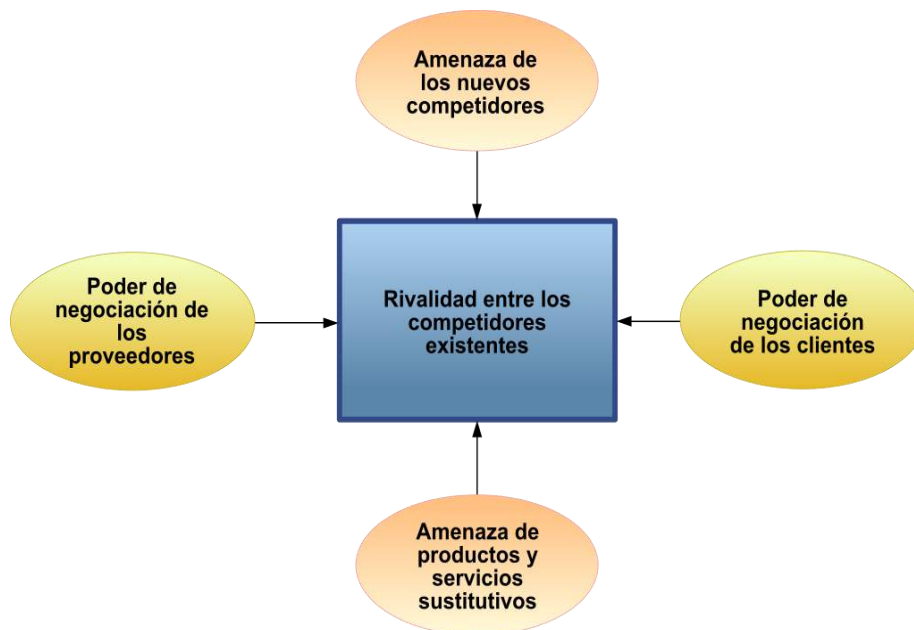 Amenaza de
los nuevos
competidores
Poder de
negociación de
los
proveedores
Rivalidad entre los
competidores
existentes
Poder de
negociación
de los clientes
Amenaza de
productos y
servicios
sustitutivos